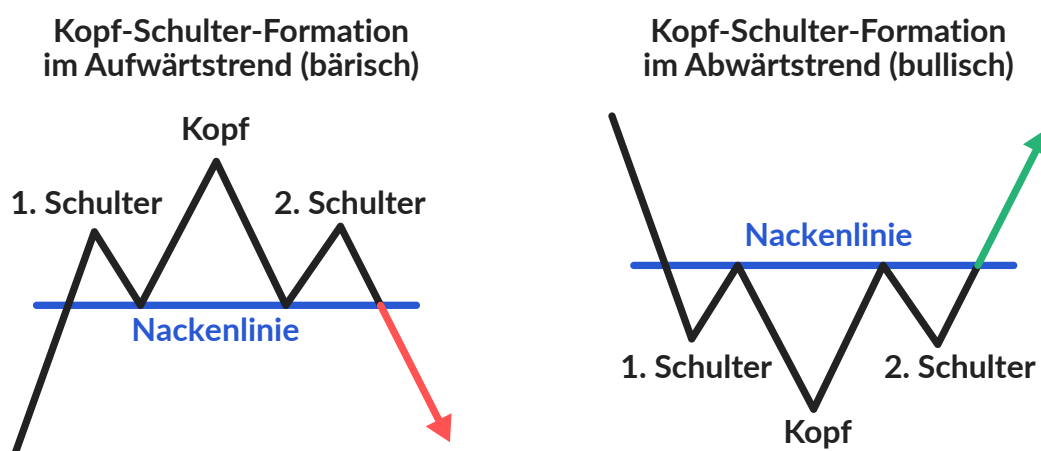 Kopf-Schulter-Formation
im Aufwärtstrend (bärisch)
Kopf
1. Schulter
2. Schulter
Nackenlinie
Kopf-Schulter-Formation
im Abwärtstrend (bullisch)
Nackenlinie
1. Schulter
2. Schulter
Kopf